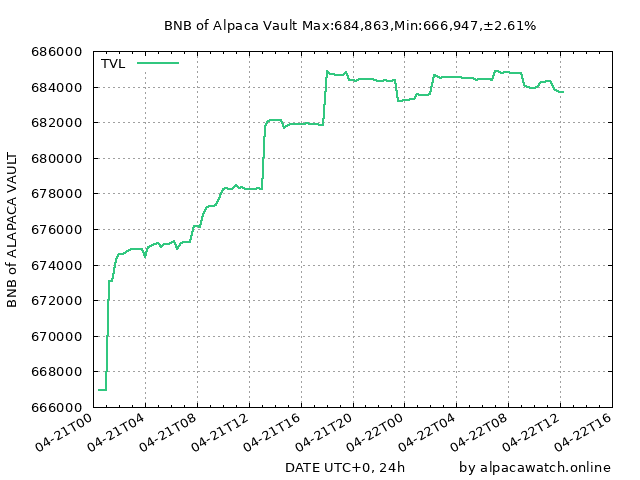 BNB of Alpaca Vault Max:684,863,Min:666,947,±2.61%
TVL
686000
684000
682000
680000
678000
676000
674000
672000
670000
668000
666000
BNB of ALAPACA VAULT
04-21T00
04-21T04
04-21T08
04-21T12
04-21T16
04-21T20
04-22T00
04-22T04
04-22T08
04-22T12
04-22T16
DATE UTC+0, 24h
by alpacawatch.online